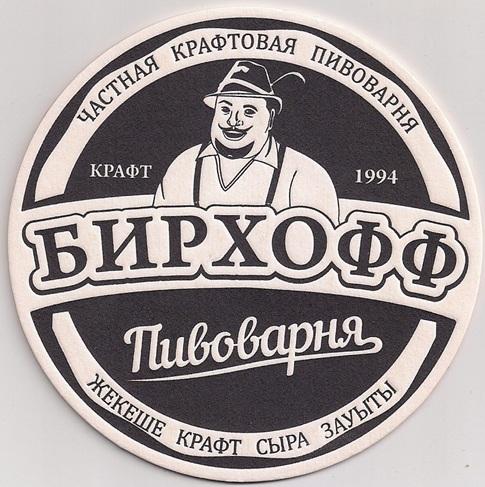 ЧАСТНАЯ КРАФТОВАЯ ПИВОВАРНЯ
КРАФТ 1994
БИРХОФФ
Пивоварня
ЖЕКЕШЕ КРАФТ СЫРА ЗАУЫТЫ